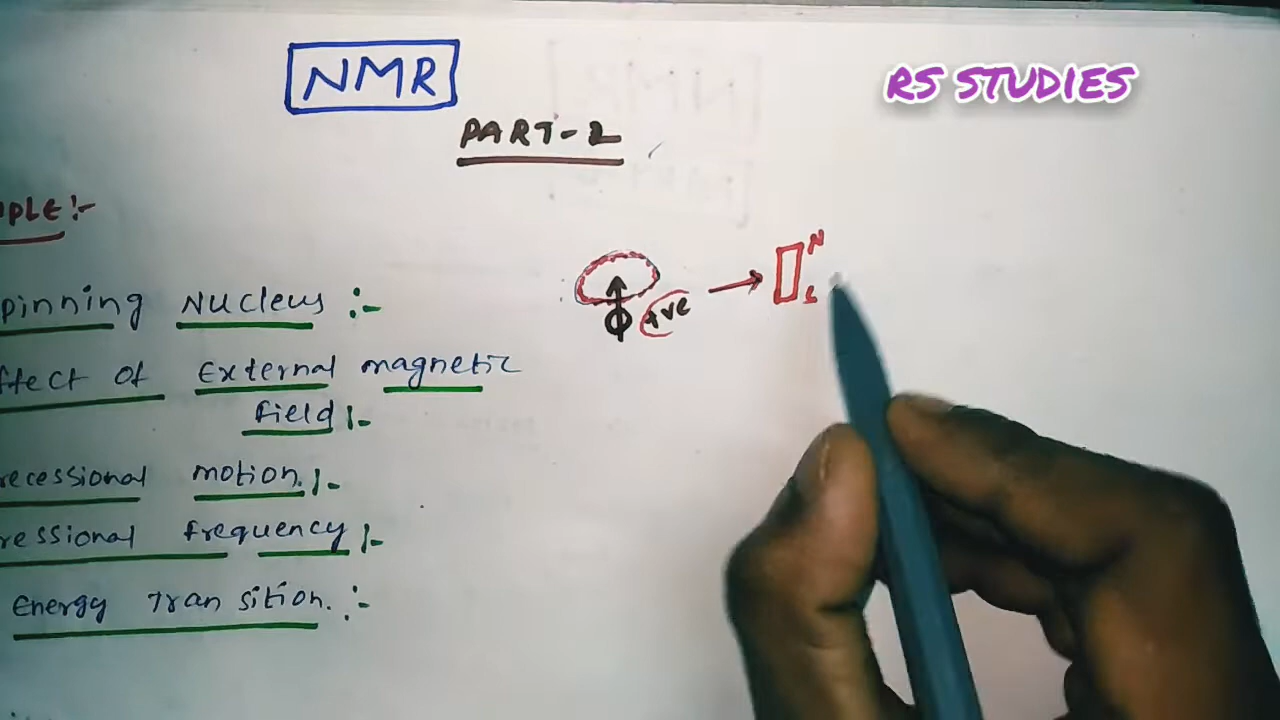 NMR
RS STUDIES
PART-2
PLE:-
pinning Nucleus :-
+ve
N
S
ffect of External magnetic
field :-
recessional motion. :-
ressional frequency :-
Energy Transition. :-